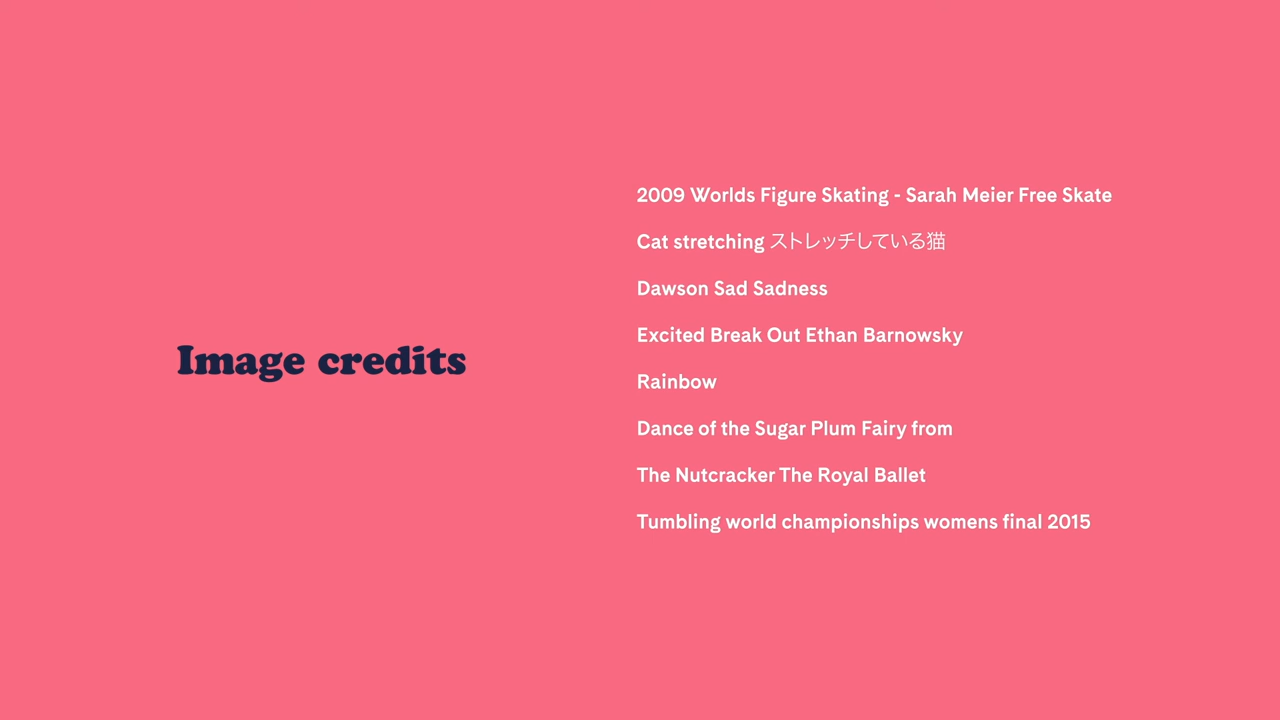 Image credits
2009 Worlds Figure Skating - Sarah Meier Free Skate
Cat stretching ストレッチしている猫
Dawson Sad Sadness
Excited Break Out Ethan Barnowsky
Rainbow
Dance of the Sugar Plum Fairy from
The Nutcracker The Royal Ballet
Tumbling world championships womens final 2015